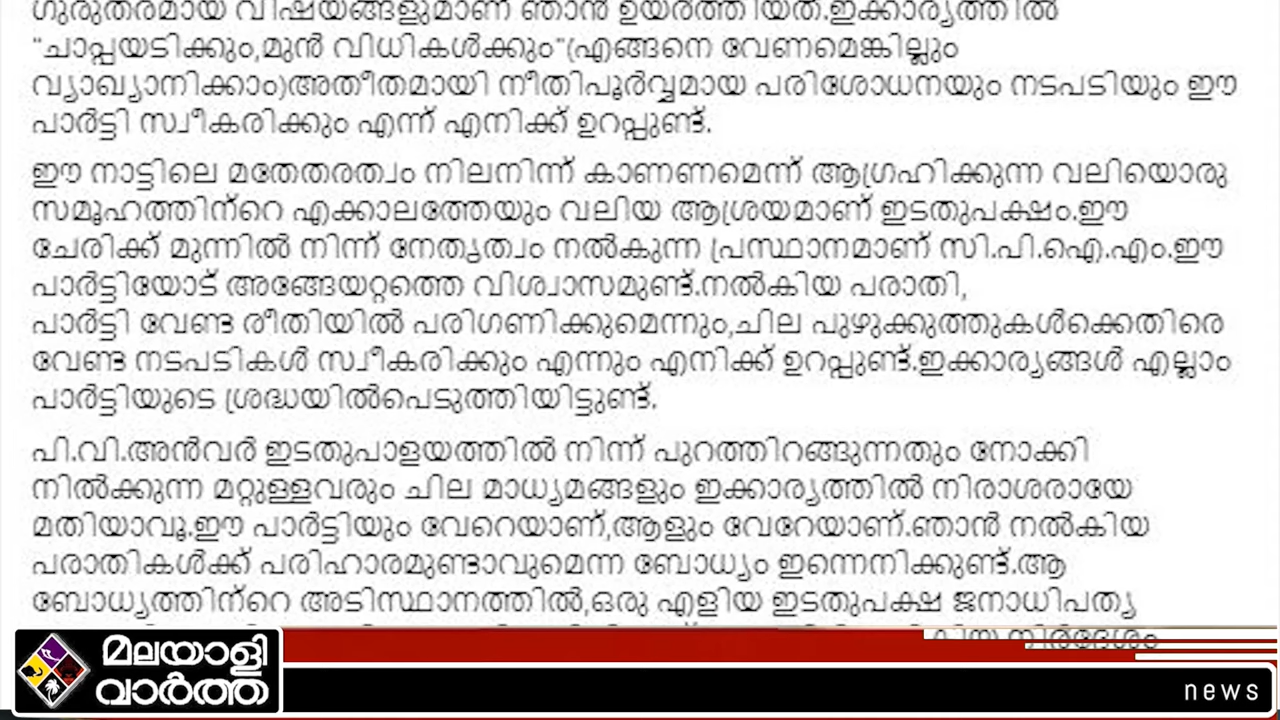 ഗുരുതരമായ വിഷയങ്ങളുമാണ് ഞാൻ ഉയർത്തിയത്.ഇക്കാര്യത്തിൽ
"ചാപ്പയടിക്കും,മുൻ വിധികൾക്കും"(എങ്ങനെ വേണമെങ്കില്ലും
വ്യാഖ്യാനിക്കാം)അതീതമായി നീതിപൂർവ്വമായ പരിശോധനയും നടപടിയും ഈ
പാർട്ടി സ്വീകരിക്കും എന്ന് എനിക്ക് ഉറപ്പുണ്ട്.
ഈ നാട്ടിലെ മതേതരത്വം നിലനിന്ന് കാണണമെന്ന് ആഗ്രഹിക്കുന്ന വലിയൊരു
സമൂഹത്തിന്റെ എക്കാലത്തേയും വലിയ ആശ്രയമാണ് ഇടതുപക്ഷം.ഈ
ചേരിക്ക് മുന്നിൽ നിന്ന് നേതൃത്വം നൽകുന്ന പ്രസ്ഥാനമാണ് സി.പി.ഐ.എം.ഈ
പാർട്ടിയോട് അങ്ങേയറ്റത്തെ വിശ്വാസമുണ്ട്.നൽകിയ പരാതി,
പാർട്ടി വേണ്ട രീതിയിൽ പരിഗണിക്കുമെന്നും,ചില പുഴുക്കുത്തുകൾക്കെതിരെ
വേണ്ട നടപടികൾ സ്വീകരിക്കും എന്നും എനിക്ക് ഉറപ്പുണ്ട്.ഇക്കാര്യങ്ങൾ എല്ലാം
പാർട്ടിയുടെ ശ്രദ്ധയിൽപെടുത്തിയിട്ടുണ്ട്.
പി.വി.അൻവർ ഇടതുപാളയത്തിൽ നിന്ന് പുറത്തിറങ്ങുന്നതും നോക്കി
നിൽക്കുന്ന മറ്റുള്ളവരും ചില മാധ്യമങ്ങളും ഇക്കാര്യത്തിൽ നിരാശരായേ
മതിയാവൂ.ഈ പാർട്ടിയും വേറെയാണ്,ആളും വേറേയാണ്.ഞാൻ നൽകിയ
പരാതികൾക്ക് പരിഹാരമുണ്ടാവുമെന്ന ബോധ്യം ഇന്നെനിക്കുണ്ട്.ആ
ബോധ്യത്തിന്റെ അടിസ്ഥാനത്തിൽ,ഒരു എളിയ ഇടതുപക്ഷ ജനാധിപത്യ
നിർദ്ദേശം
മലയാളി
വാർത്ത
news